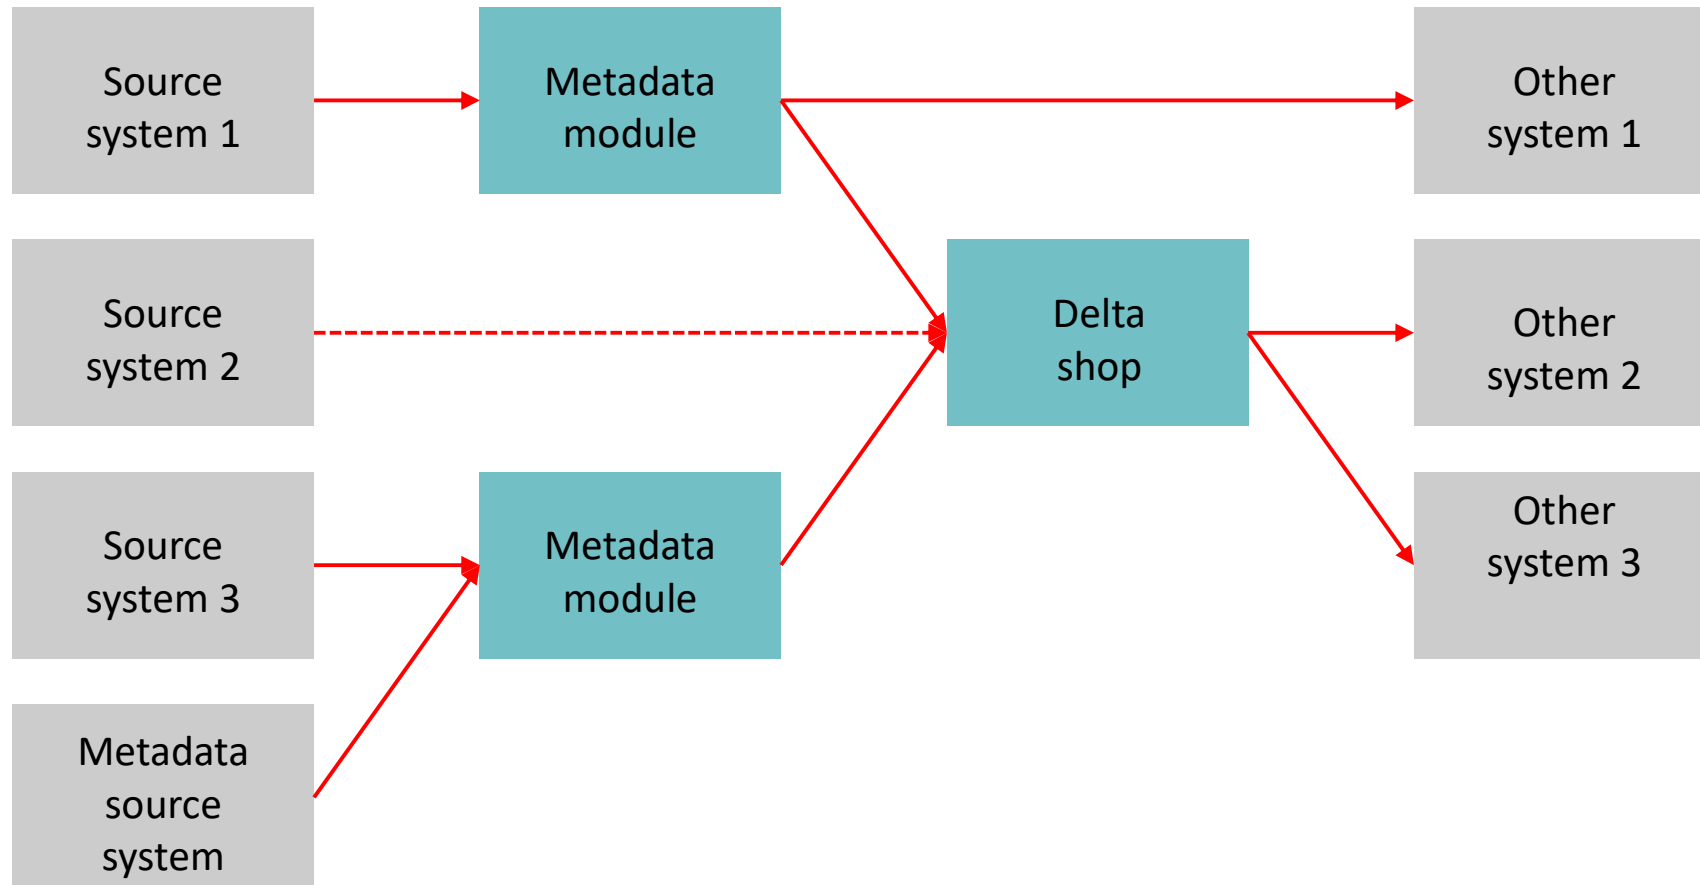 Source
system 1
Metadata
module
Other
system 1
Source
system 2
Delta
shop
Other
system 2
Source
system 3
Metadata
module
Other
system 3
Metadata
source
system